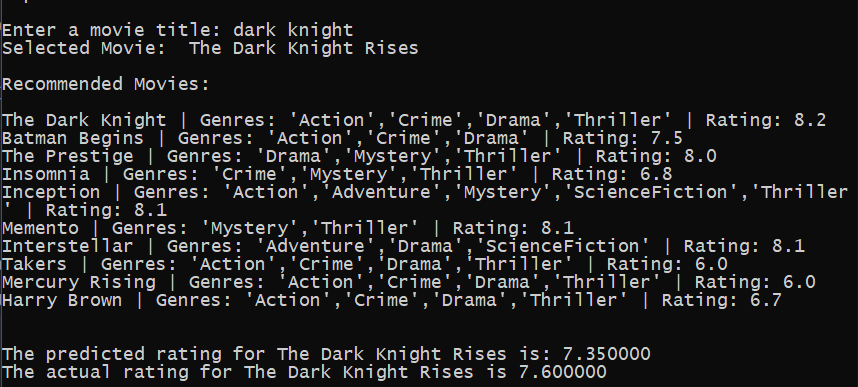 Enter a movie title: dark knight
Selected Movie:  The Dark Knight Rises
Recommended Movies:
The Dark Knight | Genres: 'Action','Crime','Drama','Thriller' | Rating: 8.2
Batman Begins | Genres: 'Action','Crime','Drama' | Rating: 7.5
The Prestige | Genres: 'Drama','Mystery','Thriller' | Rating: 8.0
Insomnia | Genres: 'Crime','Mystery','Thriller' | Rating: 6.8
Inception | Genres: 'Action','Adventure','Mystery','ScienceFiction','Thriller
' | Rating: 8.1
Memento | Genres: 'Mystery','Thriller' | Rating: 8.1
Interstellar | Genres: 'Adventure','Drama','ScienceFiction' | Rating: 8.1
Takers | Genres: 'Action','Crime','Drama','Thriller' | Rating: 6.0
Mercury Rising | Genres: 'Action','Crime','Drama','Thriller' | Rating: 6.0
Harry Brown | Genres: 'Action','Crime','Drama','Thriller' | Rating: 6.7
The predicted rating for The Dark Knight Rises is: 7.350000
The actual rating for The Dark Knight Rises is 7.600000